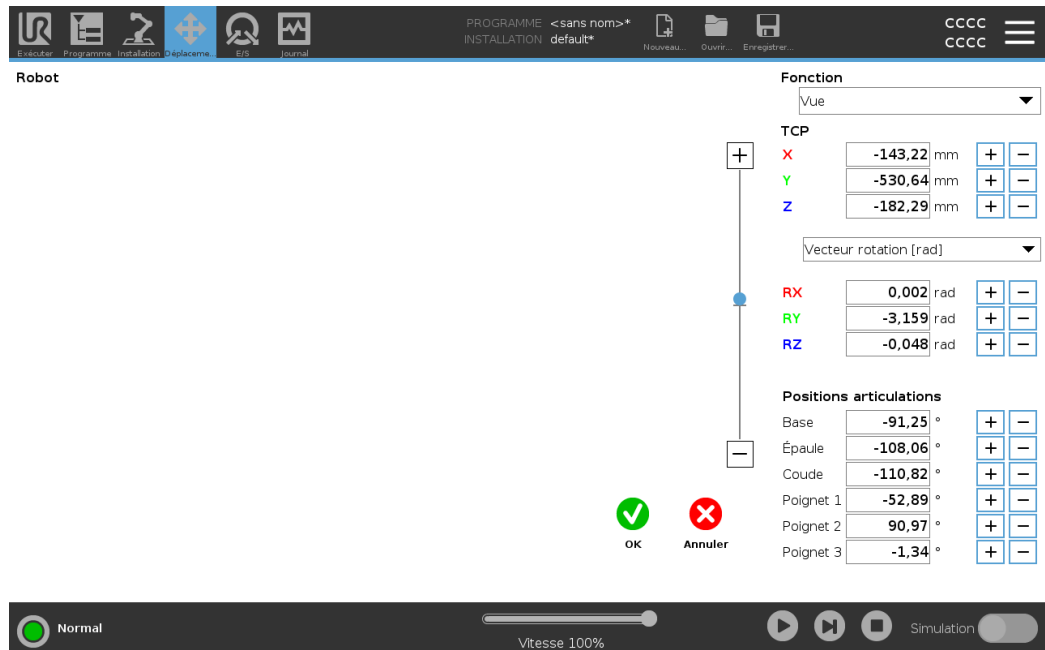 UR
Exécuter Programme Installation Déplaceme... E/S Journal
PROGRAMME <sans nom>*
INSTALLATION default*
Nouveau... Ouvrir... Enregistrer...
CCCC
CCCC
Robot
Fonction
Vue
TCP
X -143,22 mm + −
Y -530,64 mm + −
Z -182,29 mm + −
Vecteur rotation [rad]
RX 0,002 rad + −
RY -3,159 rad + −
RZ -0,048 rad + −
Positions articulations
Base -91,25 ° + −
Épaule -108,06 ° + −
Coude -110,82 ° + −
Poignet 1 -52,89 ° + −
Poignet 2 90,97 ° + −
Poignet 3 -1,34 ° + −
+
−
OK Annuler
Normal
Vitesse 100%
Simulation